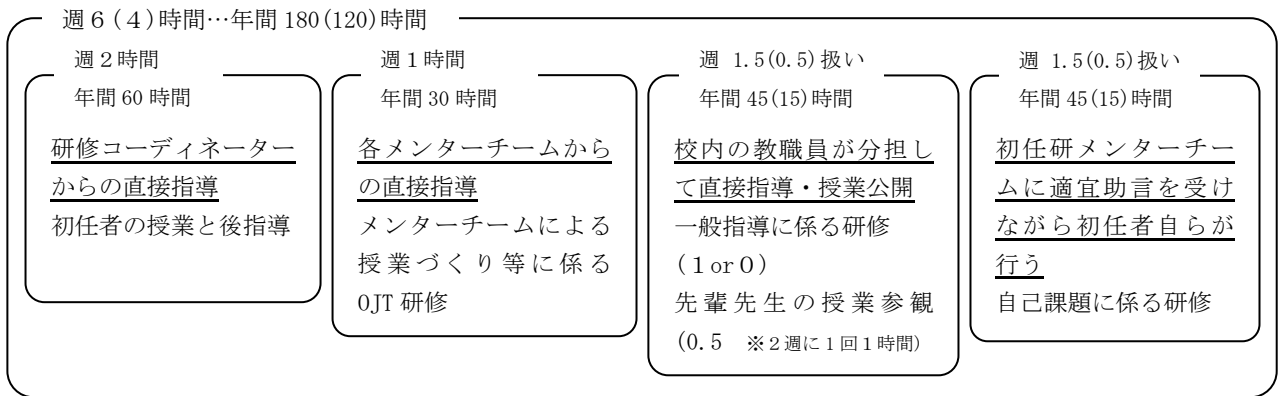 週６(４)時間…年間 180(120)時間
週２時間
年間 60 時間
研修コーディネーター
からの直接指導
初任者の授業と後指導
週１時間
年間 30 時間
各メンターチームから
の直接指導
メンターチームによる
授業づくり等に係る
OJT 研修
週 1.5(0.5)扱い
年間 45(15)時間
校内の教職員が分担し
て直接指導・授業公開
一般指導に係る研修
(１or０)
先輩先生の授業参観
(0.5 ※２週に１回１時間)
週 1.5(0.5)扱い
年間 45(15)時間
初任研メンターチー
ムに適宜助言を受け
ながら初任者自らが
行う
自己課題に係る研修